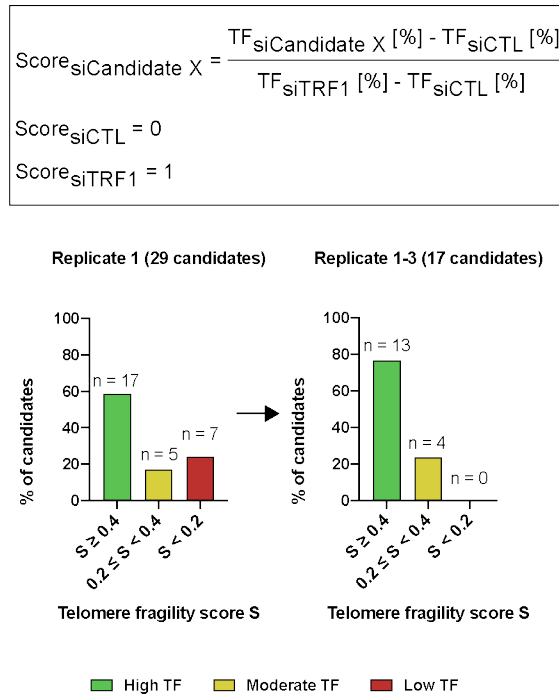 Score_siCandidate X = TF_siCandidate X [%] - TF_siCTL [%]
TF_siTRF1 [%] - TF_siCTL [%]
Score_siCTL = 0
Score_siTRF1 = 1
Replicate 1 (29 candidates)
Replicate 1-3 (17 candidates)
% of candidates
100
80
60
40
20
0
n = 17
n = 5
n = 7
S ≥ 0.4
0.2 ≤ S < 0.4
S < 0.2
Telomere fragility score S
% of candidates
100
80
60
40
20
0
n = 13
n = 4
n = 0
S ≥ 0.4
0.2 ≤ S < 0.4
S < 0.2
Telomere fragility score S
High TF
Moderate TF
Low TF